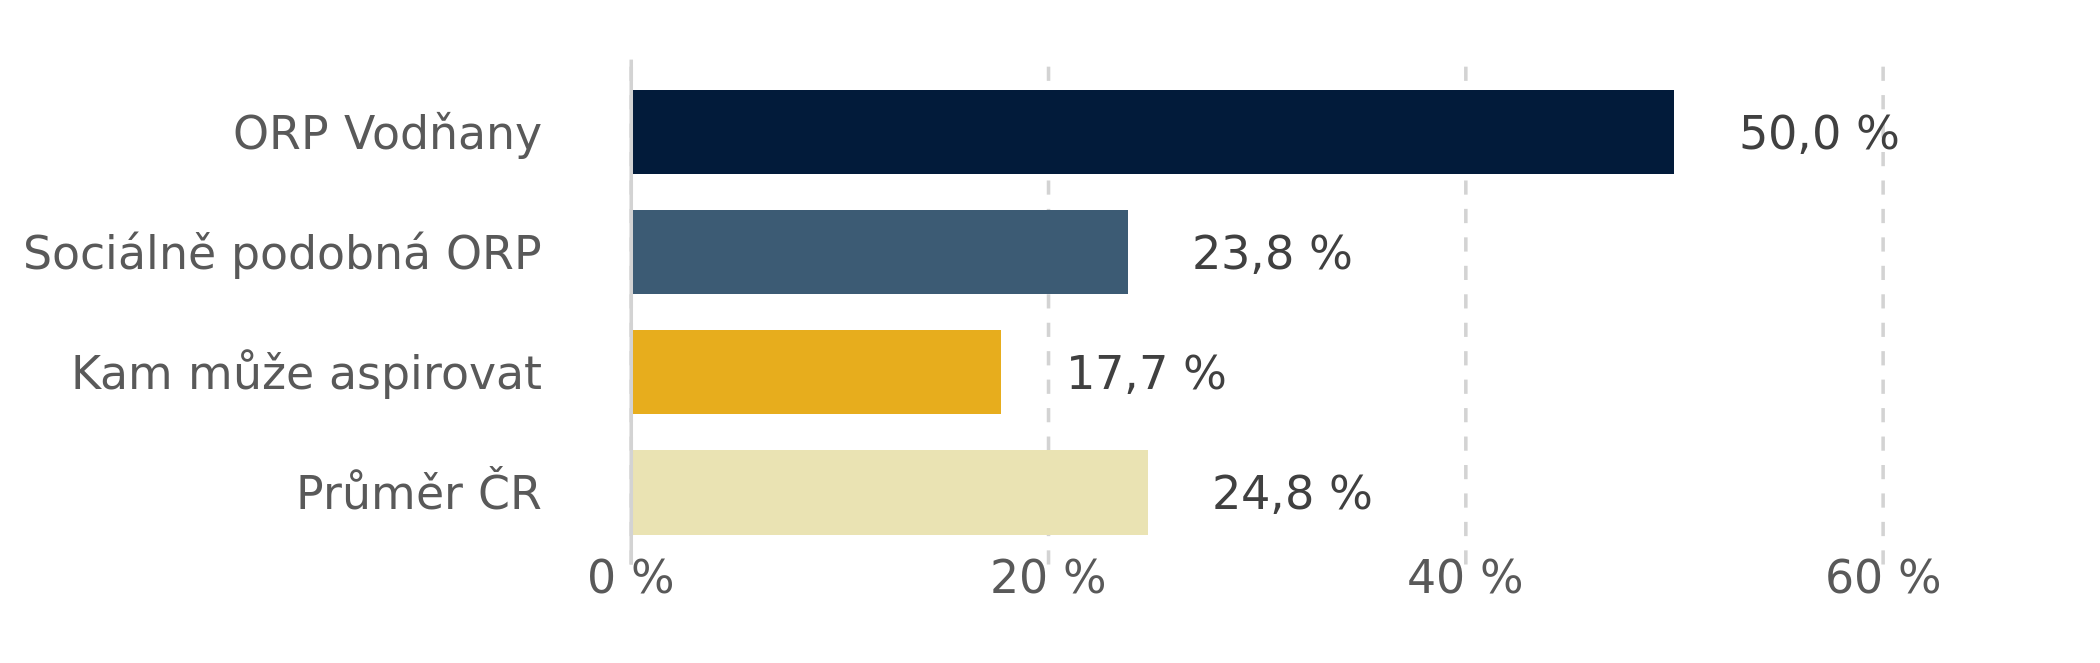 ORP Vodňany 50,0 %
Sociálně podobná ORP 23,8 %
Kam může aspirovat 17,7 %
Průměr ČR 24,8 %
0 % 20 % 40 % 60 %